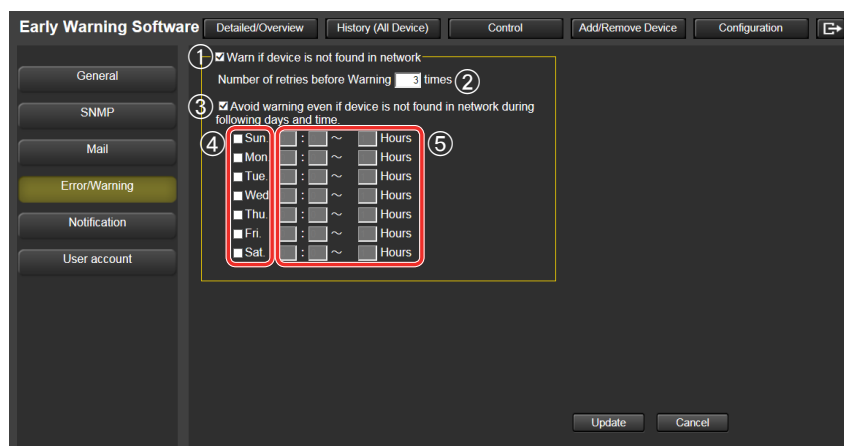 Early Warning Software Detailed/Overview History (All Device) Control Add/Remove Device Configuration
General
SNMP
Mail
Error/Warning
Notification
User account
① Warn if device is not found in network
Number of retries before Warning 3 times ②
③ Avoid warning even if device is not found in network during
following days and time.
④ ⑤
Sun. : ~ Hours
Mon. : ~ Hours
Tue. : ~ Hours
Wed : ~ Hours
Thu. : ~ Hours
Fri. : ~ Hours
Sat. : ~ Hours
Update Cancel